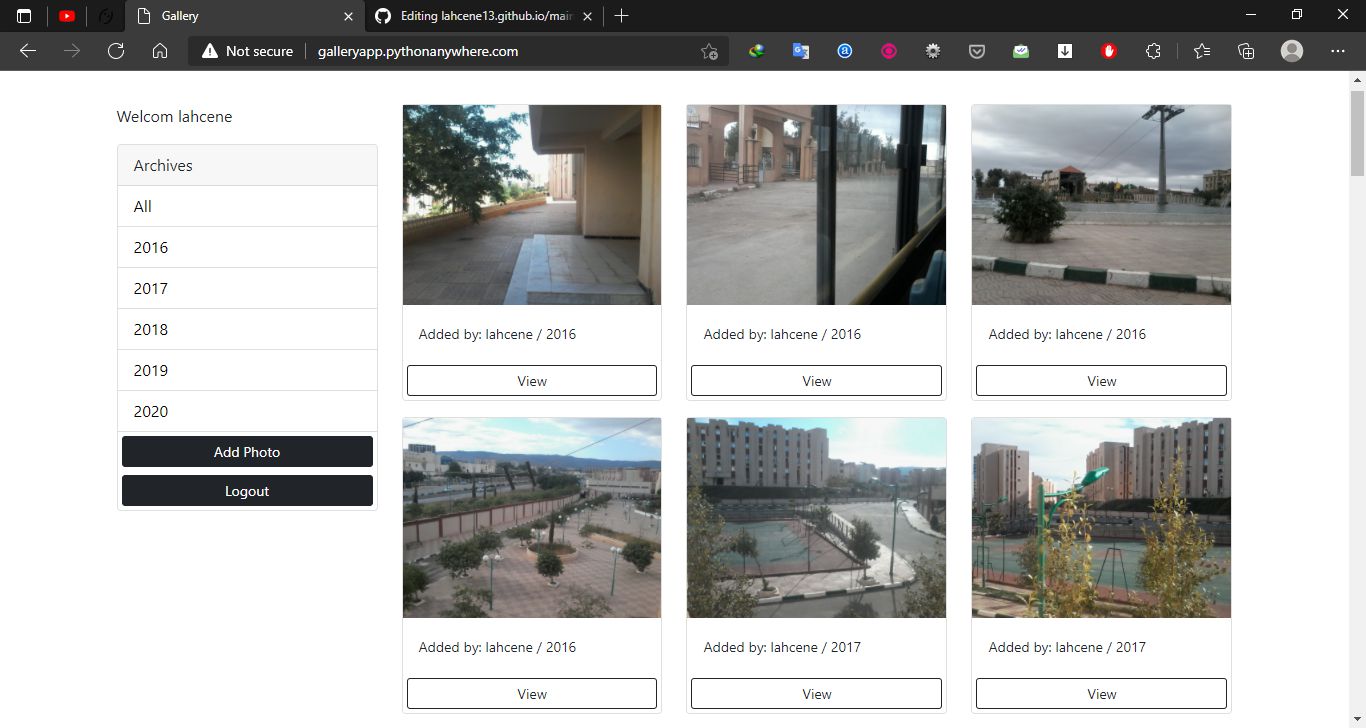 Gallery
Editing lahcene13.github.io/main
Not secure
galleryapp.pythonanywhere.com
Welcom lahcene
Archives
All
2016
2017
2018
2019
2020
Add Photo
Logout
Added by: lahcene / 2016
View
Added by: lahcene / 2016
View
Added by: lahcene / 2016
View
Added by: lahcene / 2016
View
Added by: lahcene / 2017
View
Added by: lahcene / 2017
View